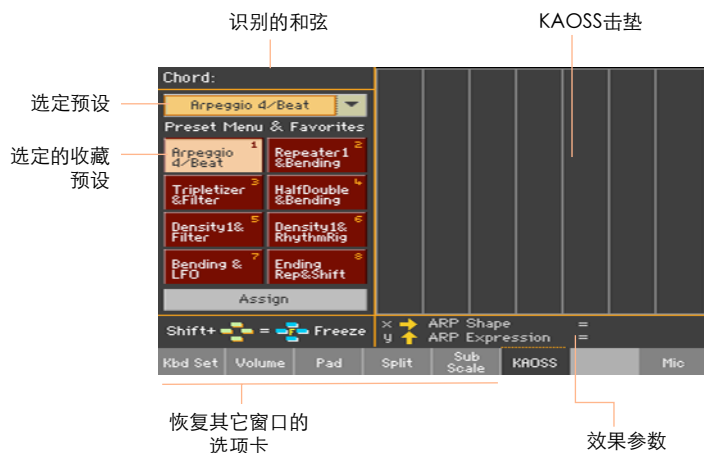 识别的和弦
KAOSS击垫
Chord:
选定预设
Arpeggio 4/Beat
Preset Menu & Favorites
选定的收藏
预设
Arpeggio 1
4/Beat
Repeater1 2
&Bending
Tripletizer 3
&Filter
HalfDouble 4
&Bending
Density1& 5
Filter
Density1& 6
RhythmRig
Bending & 7
LFO
Ending 8
Rep&Shift
Assign
Shift+ = F Freeze
x ARP Shape =
y ARP Expression =
Kbd Set Volume Pad Split Sub Scale KAOSS Mic
恢复其它窗口的
选项卡
效果参数